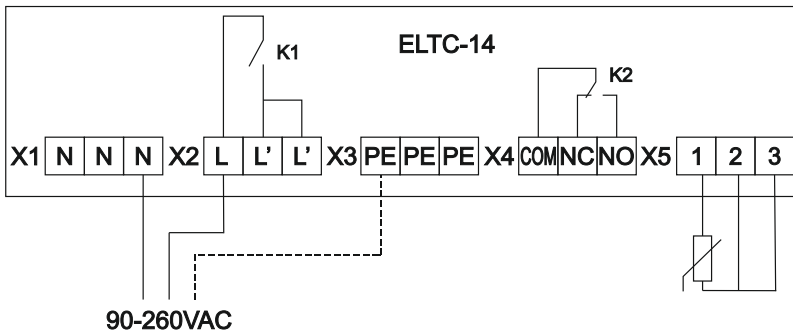 ELTC-14
K1
K2
X1 N N N X2 L L' L' X3 PE PE PE X4 COM NC NO X5 1 2 3
90-260VAC